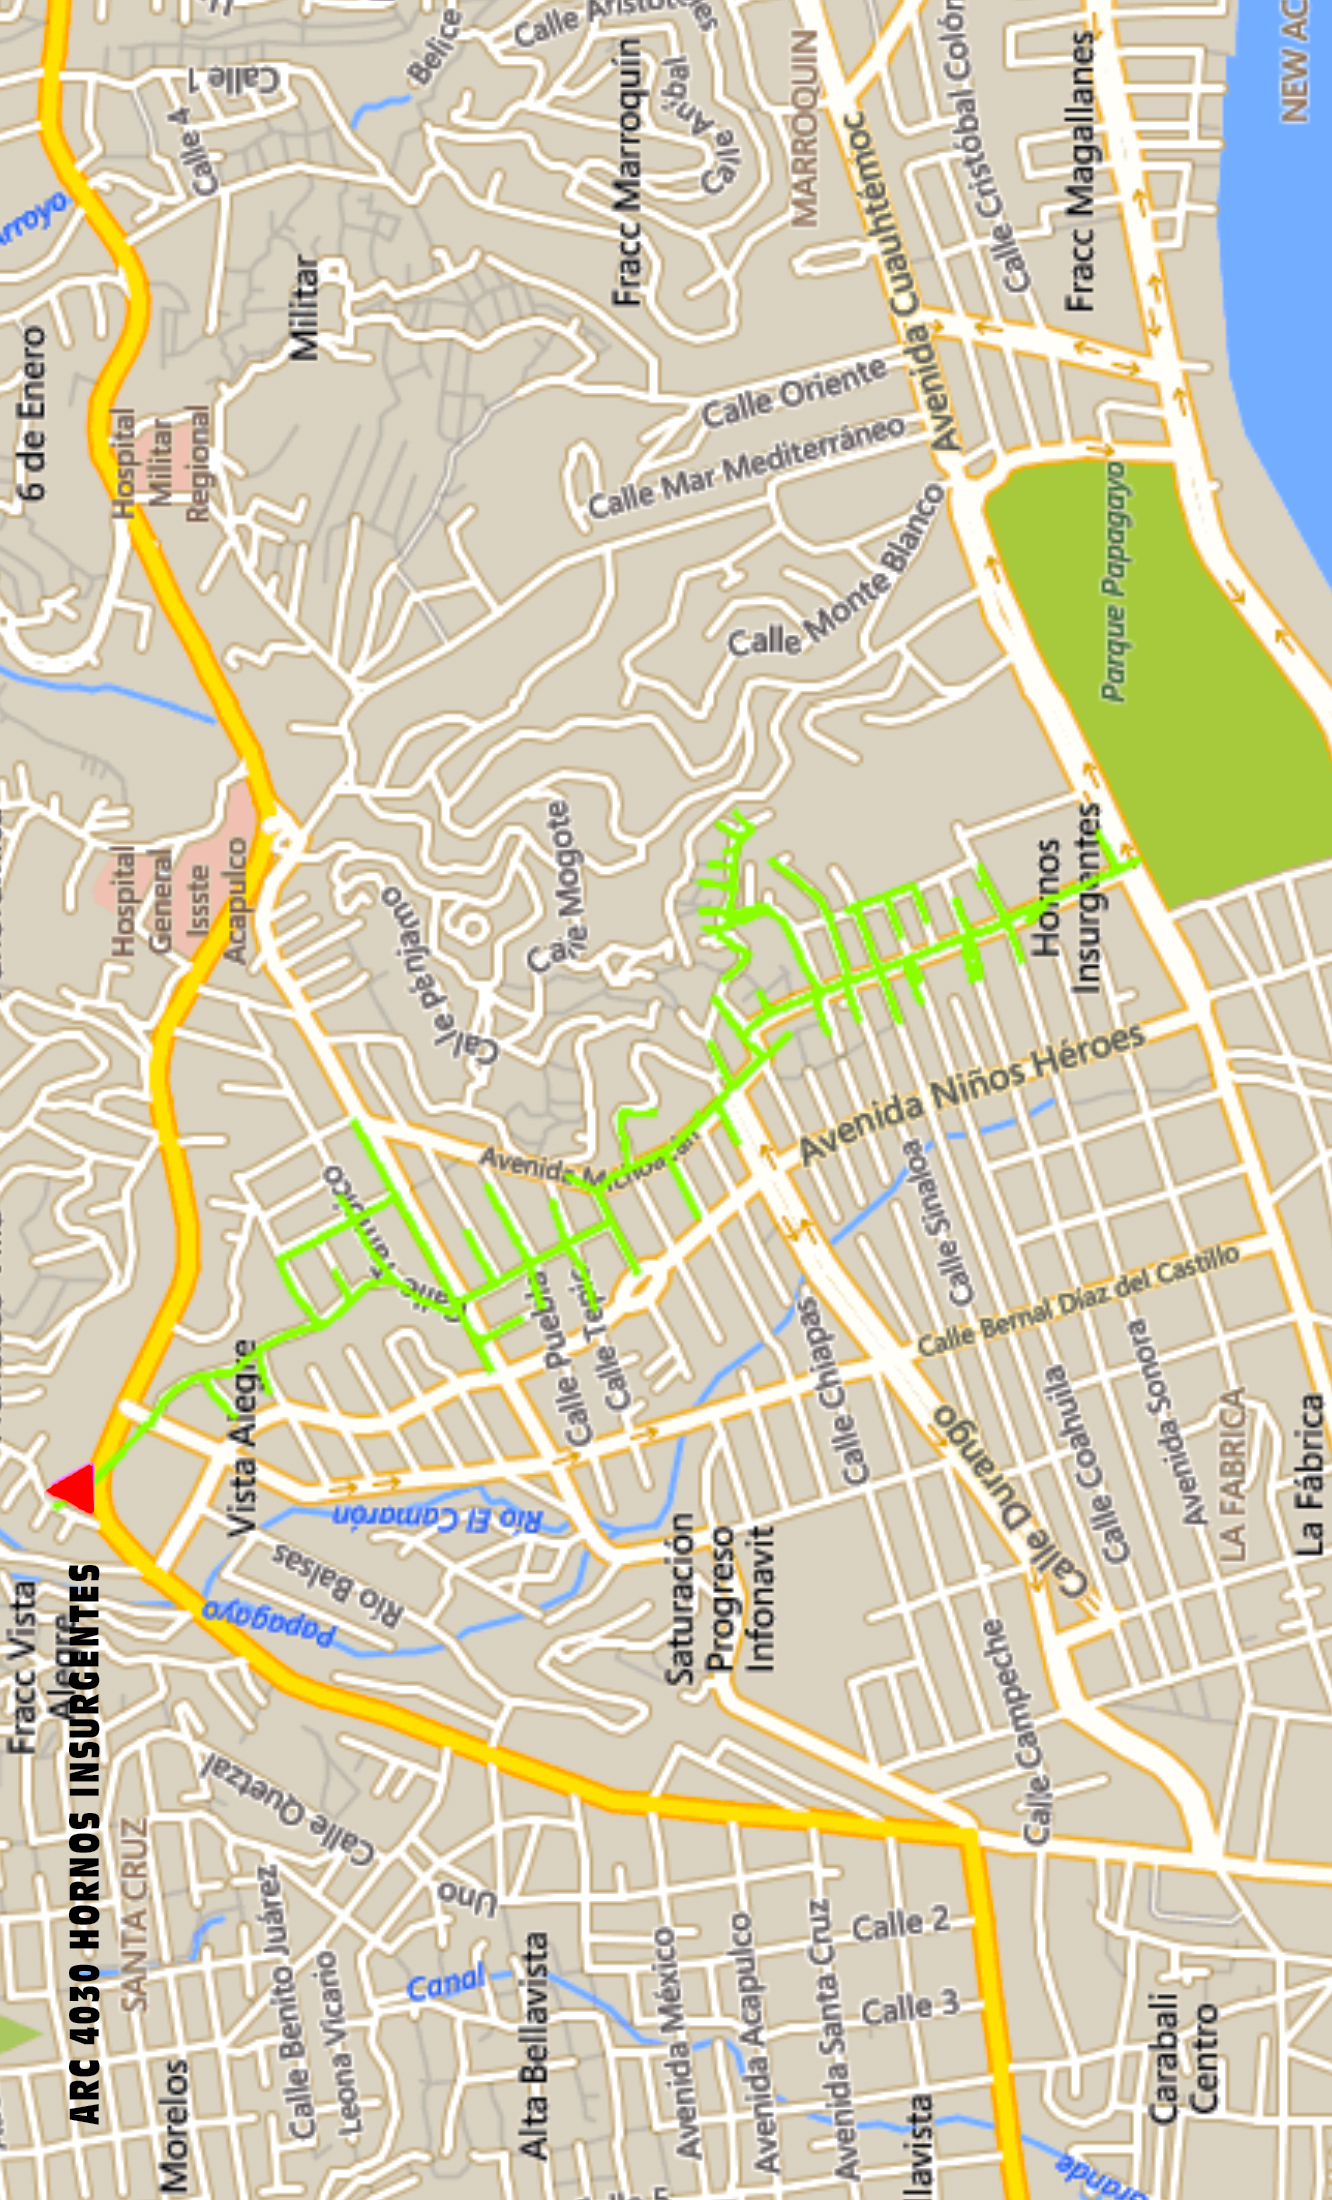 ARC 4030 HORNOS INSURGENTES
Calle 1
Calle 4
Arroyo
Belice
Calle Aristóteles
Calle Aníbal
Fracc Marroquín
MARROQUIN
Avenida Cuauhtémoc
Calle Cristóbal Colón
Fracc Magallanes
NEW AC
6 de Enero
Militar
Hospital
Militar
Regional
Calle Oriente
Calle Mar Mediterráneo
Calle Monte Blanco
Avenida
Parque Papagayo
Hospital
General
Issste
Acapulco
Calle Pénjamo
Calle Mogote
Hornos
Insurgentes
Avenida Niños Héroes
Avenida Michoacán
Calle Tampico
Calle Puebla
Calle Tepic
Calle Sinaloa
Calle Bernal Díaz del Castillo
Calle Chiapas
Calle Durango
Calle Coahuila
Avenida Sonora
LA FABRICA
La Fábrica
Vista Alegre
Río El Camarón
Río Balsas
Papagayo
Fracc Vista
Alegre
Saturación
Progreso
Infonavit
Calle Campeche
Calle Quetzal
SANTA CRUZ
Uno
Calle Benito Juárez
Leona Vicario
Canal
Alta Bellavista
Avenida México
Avenida Acapulco
Avenida Santa Cruz
Calle 2
Calle 3
Morelos
Carabali
Centro
llavista
Grande